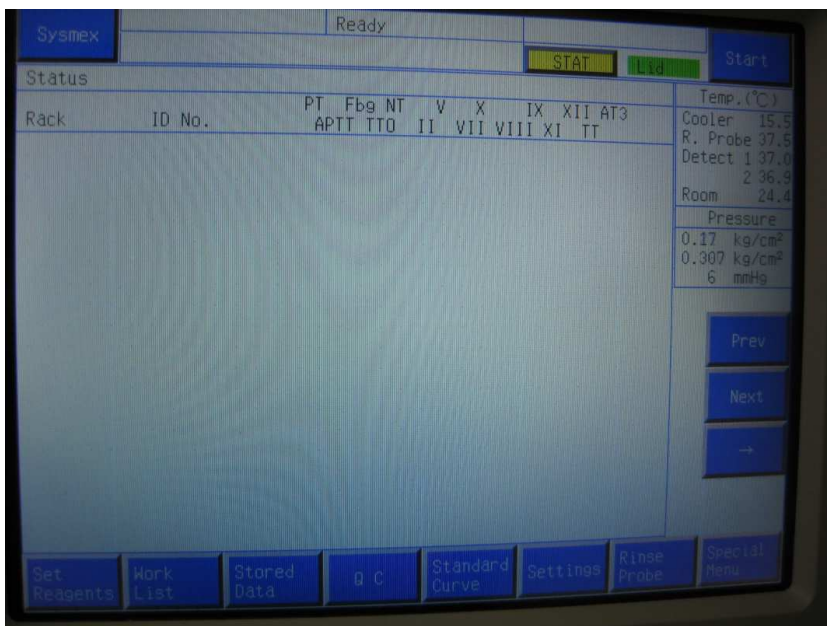 Sysmex
Ready
STAT
Lid
Start
Status
Rack ID No.
PT Fbg NT V X IX XII AT3
APTT TTO II VII VIII XI TT
Temp.(℃)
Cooler 15.5
R. Probe 37.5
Detect 1 37.0
2 36.9
Room 24.4
Pressure
0.17 kg/cm²
0.307 kg/cm²
6 mmHg
Prev
Next
→
Set
Reagents
Work
List
Stored
Data
Q C
Standard
Curve
Settings
Rinse
Probe
Special
Menu